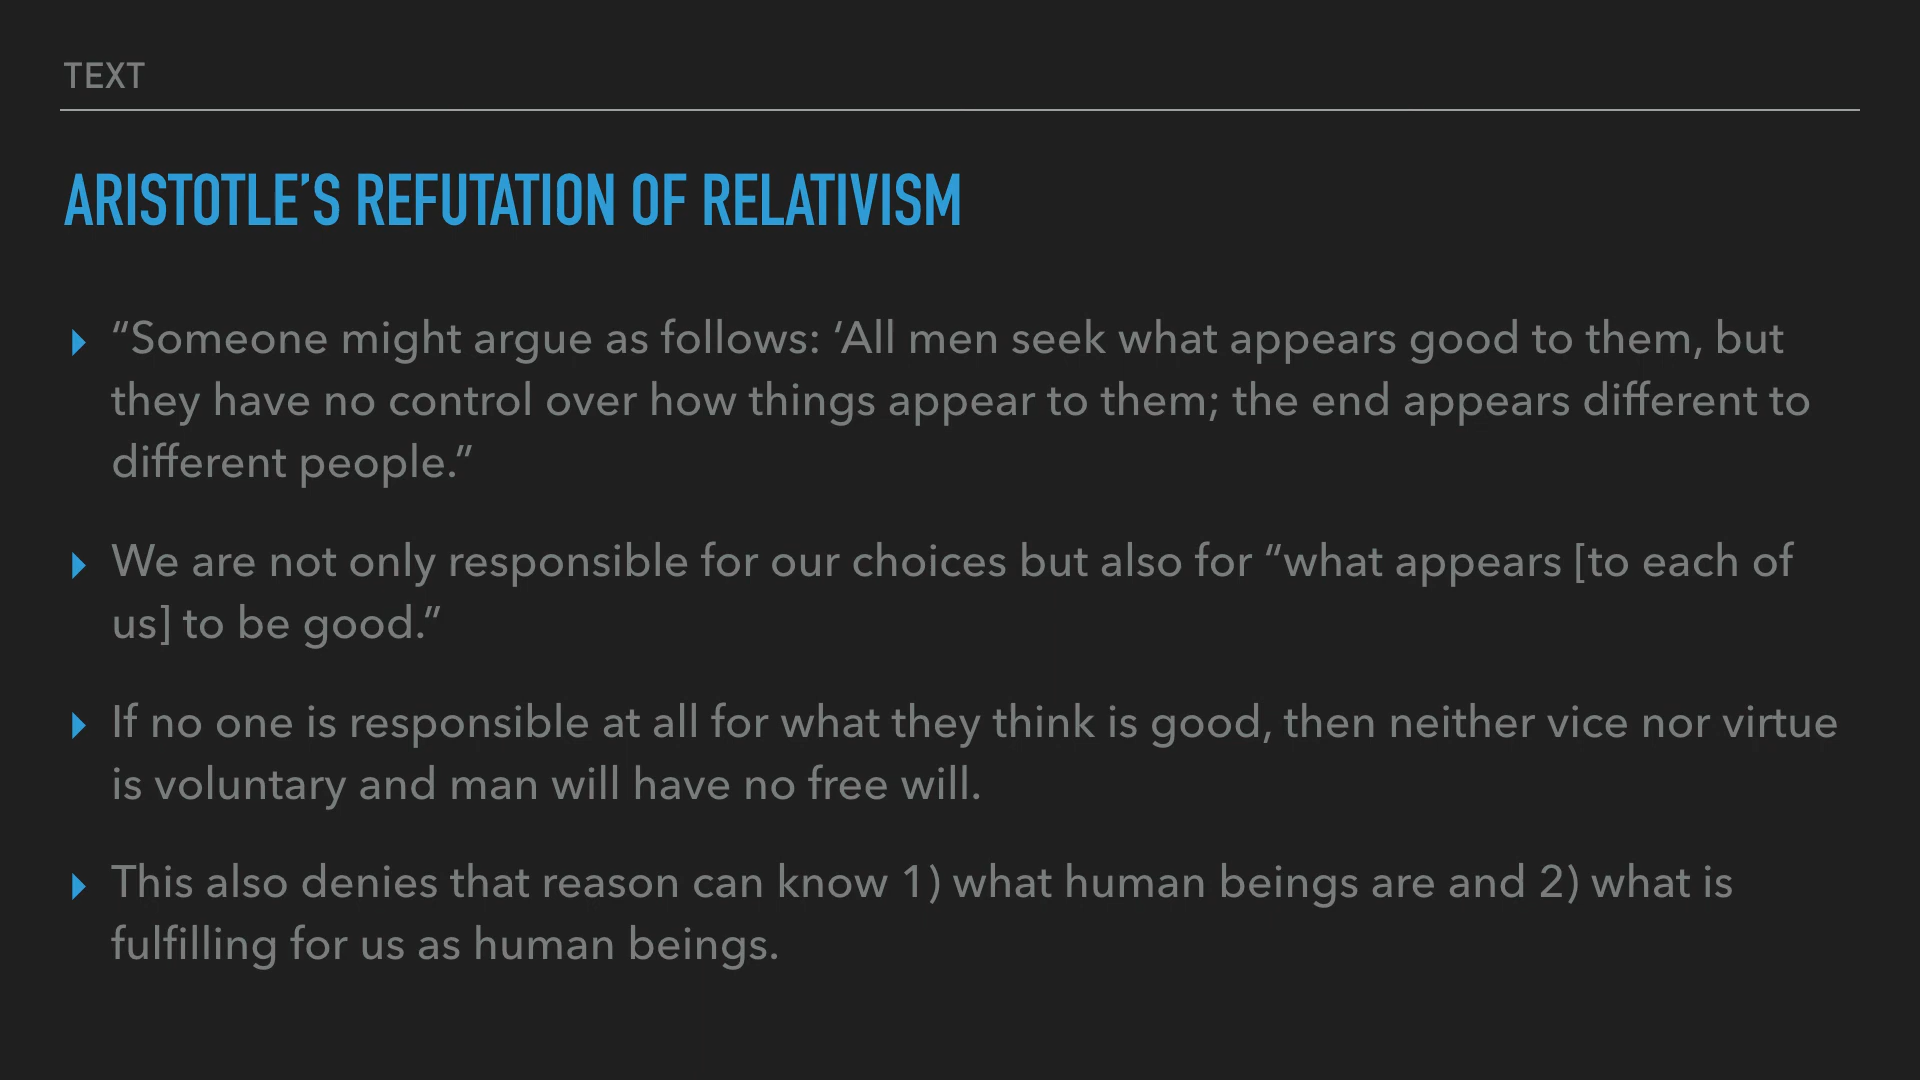 TEXT
ARISTOTLE’S REFUTATION OF RELATIVISM
“Someone might argue as follows: ‘All men seek what appears good to them, but
they have no control over how things appear to them; the end appears different to
different people.”
We are not only responsible for our choices but also for “what appears [to each of
us] to be good.”
If no one is responsible at all for what they think is good, then neither vice nor virtue
is voluntary and man will have no free will.
This also denies that reason can know 1) what human beings are and 2) what is
fulfilling for us as human beings.